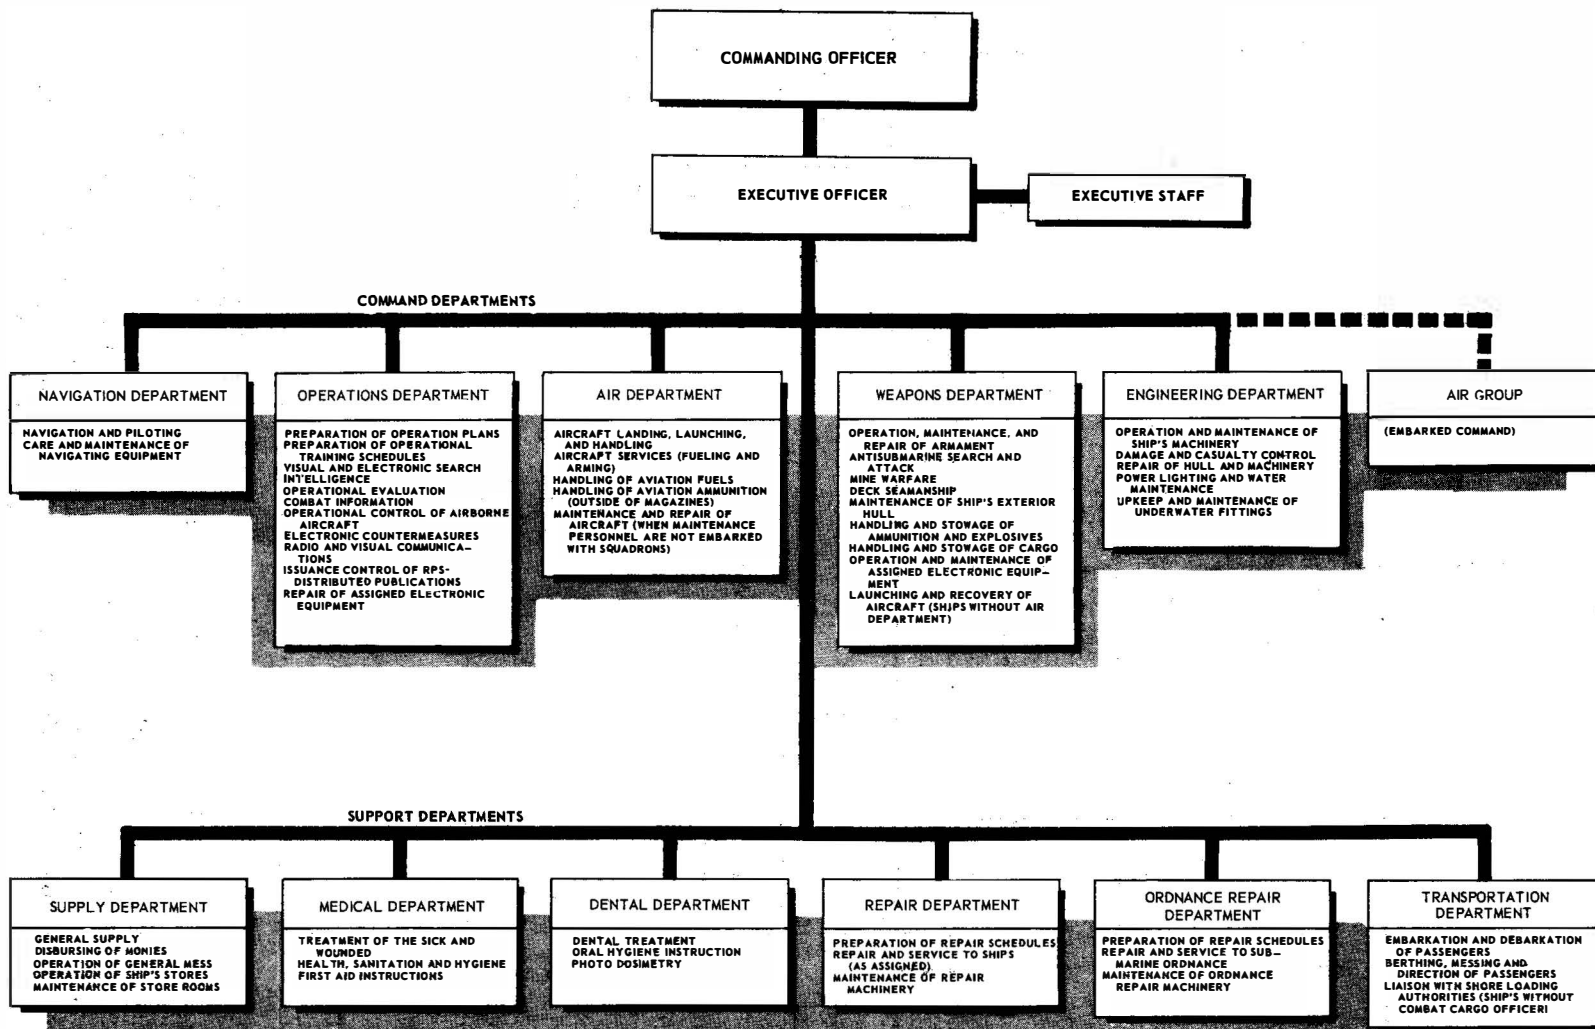 COMMANDING OFFICER
EXECUTIVE OFFICER
EXECUTIVE STAFF
COMMAND DEPARTMENTS
NAVIGATION DEPARTMENT
NAVIGATION AND PILOTING
CARE AND MAINTENANCE OF
NAVIGATING EQUIPMENT
OPERATIONS DEPARTMENT
PREPARATION OF OPERATION PLANS
PREPARATION OF OPERATIONAL
TRAINING SCHEDULES
VISUAL AND ELECTRONIC SEARCH
INTELLIGENCE
OPERATIONAL EVALUATION
COMBAT INFORMATION
OPERATIONAL CONTROL OF AIRBORNE
AIRCRAFT
ELECTRONIC COUNTERMEASURES
RADIO AND VISUAL COMMUNICA-
TIONS
ISSUANCE CONTROL OF RPS-
DISTRIBUTED PUBLICATIONS
REPAIR OF ASSIGNED ELECTRONIC
EQUIPMENT
AIR DEPARTMENT
AIRCRAFT LANDING, LAUNCHING,
AND HANDLING
AIRCRAFT SERVICES (FUELING AND
ARMING)
HANDLING OF AVIATION FUELS
HANDLING OF AVIATION AMMUNITION
(OUTSIDE OF MAGAZINES)
MAINTENANCE AND REPAIR OF
AIRCRAFT (WHEN MAINTENANCE
PERSONNEL ARE NOT EMBARKED
WITH SQUADRONS)
WEAPONS DEPARTMENT
OPERATION, MAINTENANCE, AND
REPAIR OF ARMAMENT
ANTISUBMARINE SEARCH AND
ATTACK
MINE WARFARE
DECK SEAMANSHIP
MAINTENANCE OF SHIP'S EXTERIOR
HULL
HANDLING AND STOWAGE OF
AMMUNITION AND EXPLOSIVES
HANDLING AND STOWAGE OF CARGO
OPERATION AND MAINTENANCE OF
ASSIGNED ELECTRONIC EQUIP-
MENT
LAUNCHING AND RECOVERY OF
AIRCRAFT (SHIPS WITHOUT AIR
DEPARTMENT)
ENGINEERING DEPARTMENT
OPERATION AND MAINTENANCE OF
SHIP'S MACHINERY
DAMAGE AND CASUALTY CONTROL
REPAIR OF HULL AND MACHINERY
POWER LIGHTING AND WATER
MAINTENANCE
UPKEEP AND MAINTENANCE OF
UNDERWATER FITTINGS
AIR GROUP
(EMBARKED COMMAND)
SUPPORT DEPARTMENTS
SUPPLY DEPARTMENT
GENERAL SUPPLY
DISBURSING OF MONIES
OPERATION OF GENERAL MESS
OPERATION OF SHIP'S STORES
MAINTENANCE OF STORE ROOMS
MEDICAL DEPARTMENT
TREATMENT OF THE SICK AND
WOUNDED
HEALTH, SANITATION AND HYGIENE
FIRST AID INSTRUCTIONS
DENTAL DEPARTMENT
DENTAL TREATMENT
ORAL HYGIENE INSTRUCTION
PHOTO DOSIMETRY
REPAIR DEPARTMENT
PREPARATION OF REPAIR SCHEDULES
REPAIR AND SERVICE TO SHIPS
(AS ASSIGNED)
MAINTENANCE OF REPAIR
MACHINERY
ORDNANCE REPAIR
DEPARTMENT
PREPARATION OF REPAIR SCHEDULES
REPAIR AND SERVICE TO SUB-
MARINE ORDNANCE
MAINTENANCE OF ORDNANCE
REPAIR MACHINERY
TRANSPORTATION
DEPARTMENT
EMBARKATION AND DEBARKATION
OF PASSENGERS
BERTHING, MESSING AND
DIRECTION OF PASSENGERS
LIAISON WITH SHORE LOADING
AUTHORITIES (SHIP'S WITHOUT
COMBAT CARGO OFFICER)